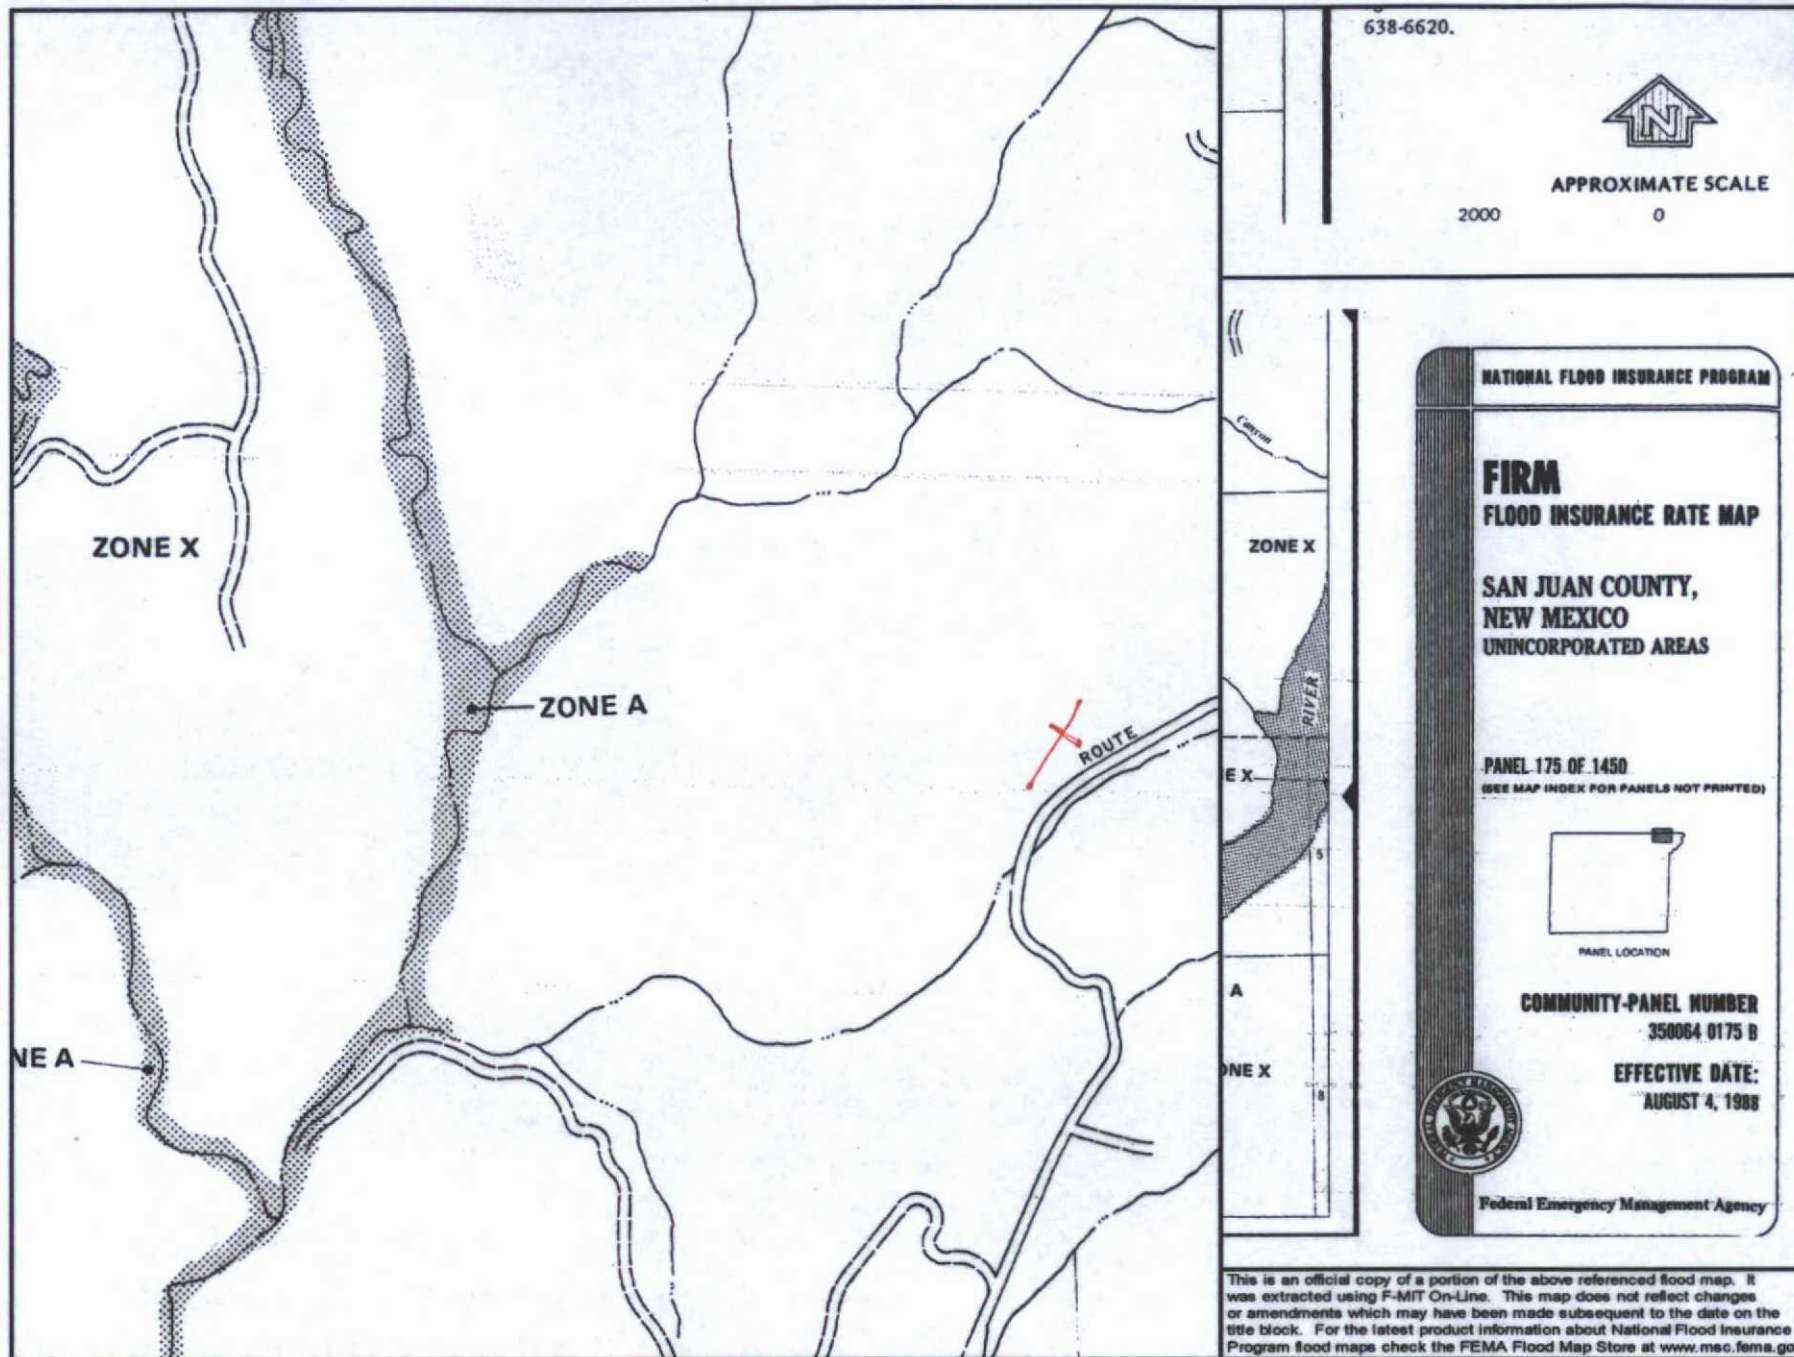 638-6620.
N
APPROXIMATE SCALE
2000 0
NATIONAL FLOOD INSURANCE PROGRAM
FIRM
FLOOD INSURANCE RATE MAP
SAN JUAN COUNTY,
NEW MEXICO
UNINCORPORATED AREAS
PANEL 175 OF 1450
(SEE MAP INDEX FOR PANELS NOT PRINTED)
PANEL LOCATION
COMMUNITY-PANEL NUMBER
350064 0175 B
EFFECTIVE DATE:
AUGUST 4, 1988
Federal Emergency Management Agency
This is an official copy of a portion of the above referenced flood map. It
was extracted using F-MIT On-Line. This map does not reflect changes
or amendments which may have been made subsequent to the date on the
title block. For the latest product information about National Flood Insurance
Program flood maps check the FEMA Flood Map Store at www.msc.fema.go
ZONE X
ZONE A
NE A
ROUTE
Canyon
ZONE X
RIVER
E X
5
A
ONE X
8